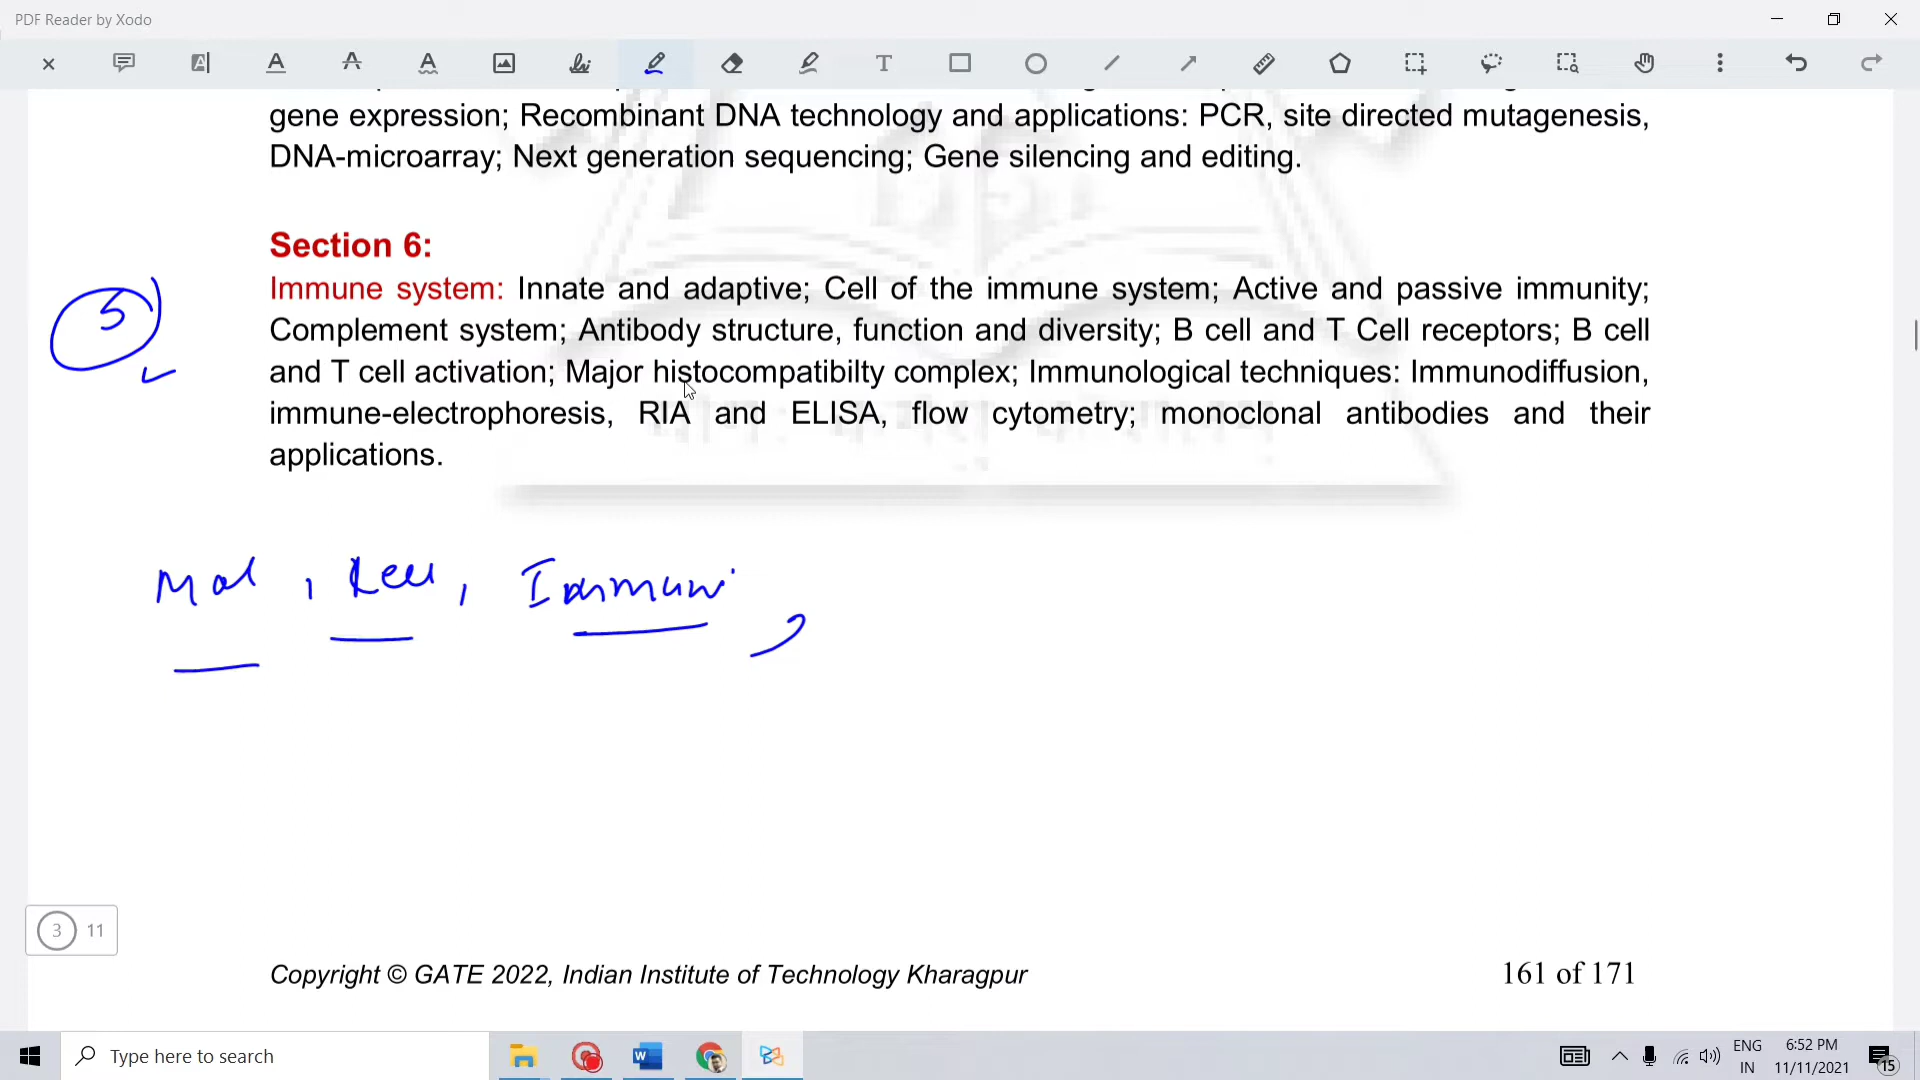 PDF Reader by Xodo
gene expression; Recombinant DNA technology and applications: PCR, site directed mutagenesis,
DNA-microarray; Next generation sequencing; Gene silencing and editing.
Section 6:
Immune system: Innate and adaptive; Cell of the immune system; Active and passive immunity;
5
Complement system; Antibody structure, function and diversity; B cell and T Cell receptors; B cell
and T cell activation; Major histocompatibilty complex; Immunological techniques: Immunodiffusion,
immune-electrophoresis, RIA and ELISA, flow cytometry; monoclonal antibodies and their
applications.
Mol , , Immuni
3 11
Copyright © GATE 2022, Indian Institute of Technology Kharagpur 161 of 171
Type here to search
ENG
IN
6:52 PM
11/11/2021
15